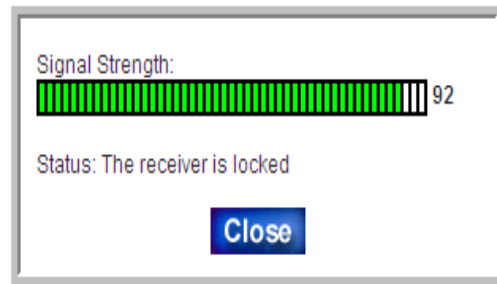 Signal Strength:
92
Status: The receiver is locked
Close